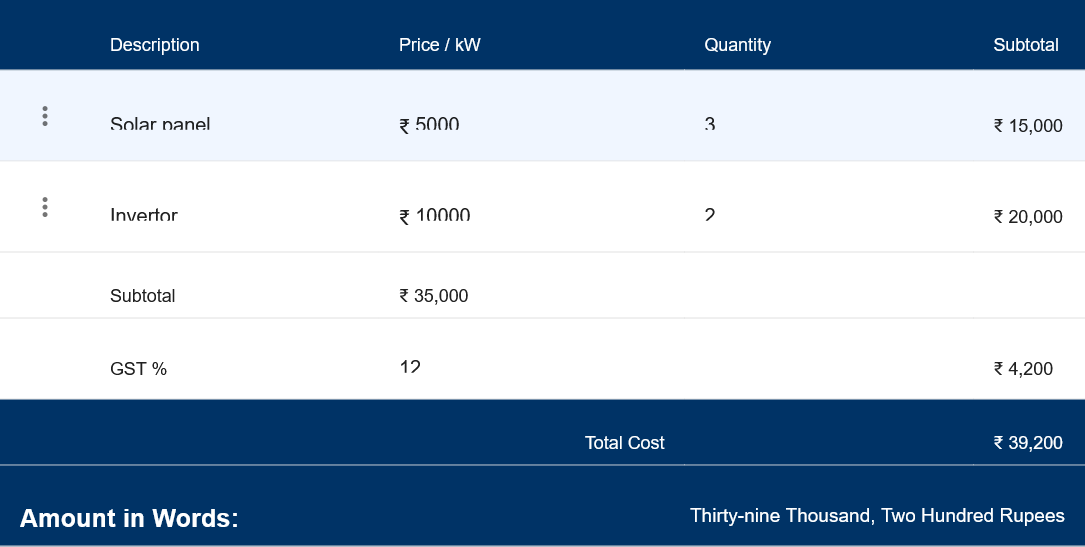 Description Price / kW Quantity Subtotal
Solar panel ₹ 5000 3 ₹ 15,000
Invertor ₹ 10000 2 ₹ 20,000
Subtotal ₹ 35,000
GST % 12 ₹ 4,200
Total Cost ₹ 39,200
Amount in Words: Thirty-nine Thousand, Two Hundred Rupees